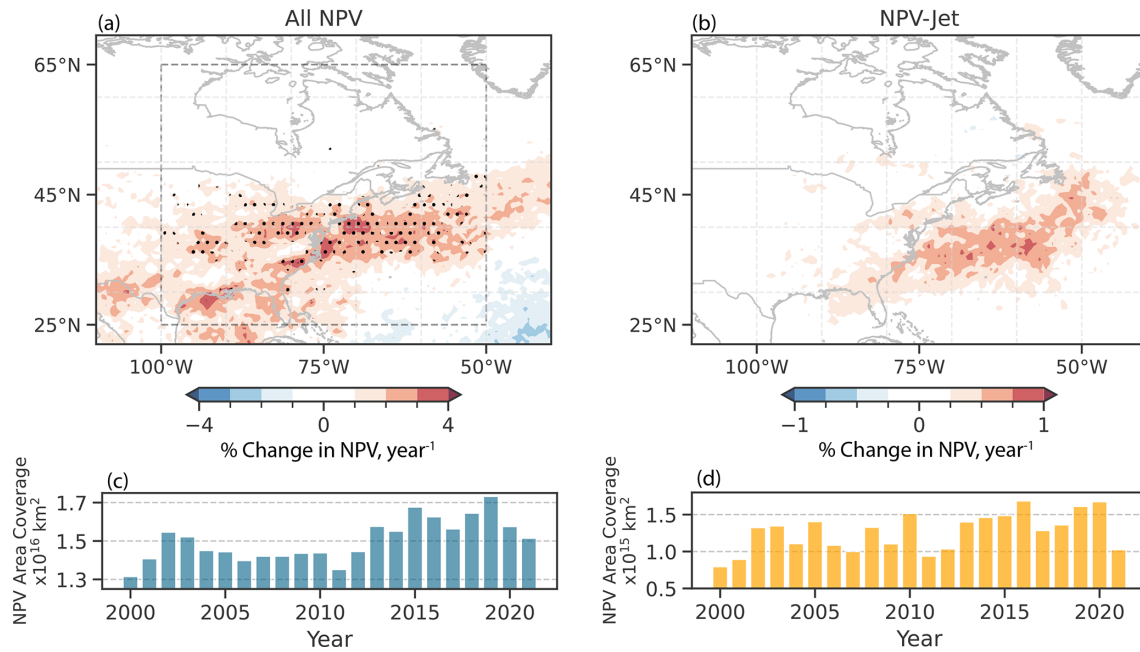 (a) All NPV
65°N
45°N
25°N
100°W 75°W 50°W
−4 0 4
% Change in NPV, year⁻¹
(b) NPV-Jet
65°N
45°N
25°N
100°W 75°W 50°W
−1 0 1
% Change in NPV, year⁻¹
(c)
NPV Area Coverage
x10¹⁶ km²
1.7
1.5
1.3
2000 2005 2010 2015 2020
Year
(d)
NPV Area Coverage
x10¹⁵ km²
1.5
1.0
0.5
2000 2005 2010 2015 2020
Year